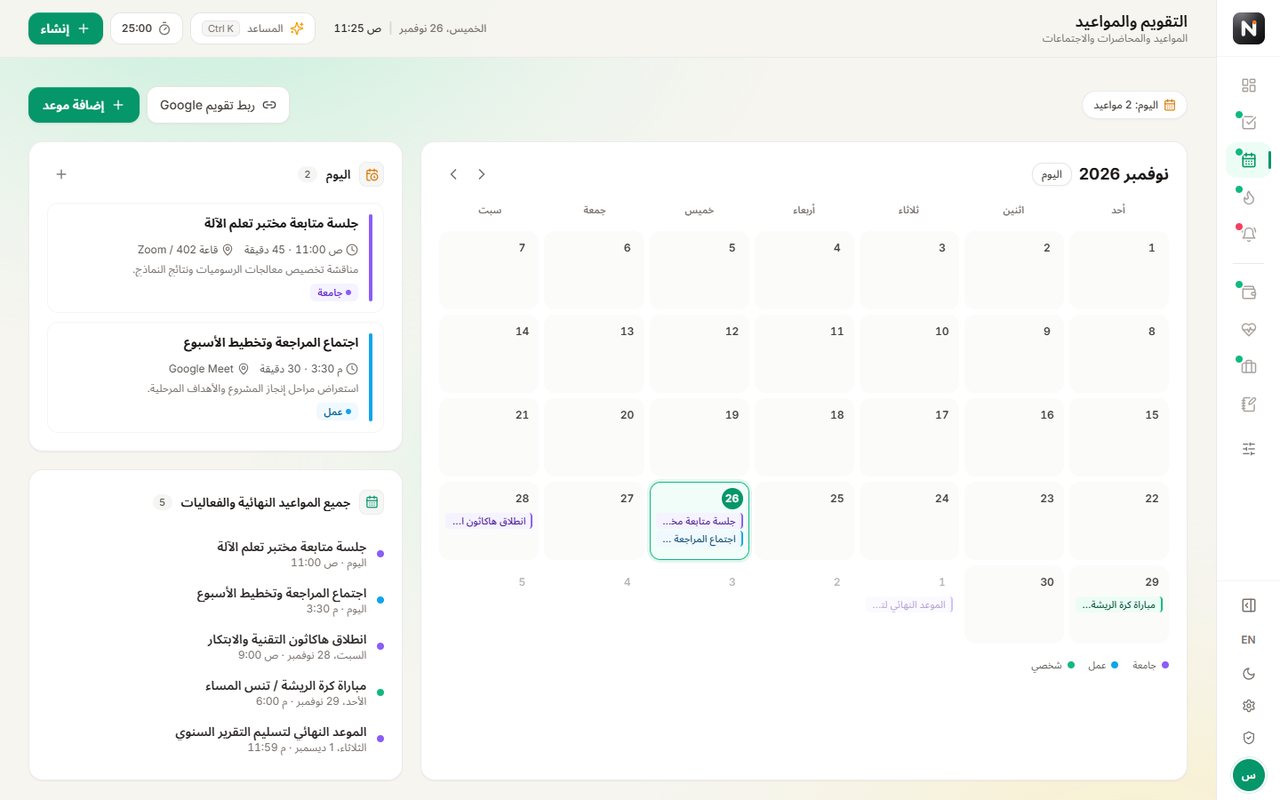 N
التقويم والمواعيد
المواعيد والمحاضرات والاجتماعات
الخميس، 26 نوفمبر | 11:25 ص
المساعد Ctrl K
25:00
إنشاء
اليوم: 2 مواعيد
ربط تقويم Google
إضافة موعد
نوفمبر 2026 اليوم
أحد اثنين ثلاثاء أربعاء خميس جمعة سبت
1 2 3 4 5 6 7
8 9 10 11 12 13 14
15 16 17 18 19 20 21
22 23 24 25 26 27 28
جلسة متابعة مخـ...
انطلاق هاكاثون ا...
اجتماع المراجعة ...
29 30 1 2 3 4 5
مباراة كرة الريشة...
الموعد النهائي لتـ...
جامعة عمل شخصي
اليوم 2
جلسة متابعة مختبر تعلم الآلة
11:00 ص · 45 دقيقة قاعة 402 / Zoom
مناقشة تخصيص معالجات الرسوميات ونتائج النماذج.
جامعة
اجتماع المراجعة وتخطيط الأسبوع
3:30 م · 30 دقيقة Google Meet
استعراض مراحل إنجاز المشروع والأهداف المرحلية.
عمل
جميع المواعيد النهائية والفعاليات 5
جلسة متابعة مختبر تعلم الآلة
اليوم · 11:00 ص
اجتماع المراجعة وتخطيط الأسبوع
اليوم · 3:30 م
انطلاق هاكاثون التقنية والابتكار
السبت، 28 نوفمبر · 9:00 ص
مباراة كرة الريشة / تنس المساء
الأحد، 29 نوفمبر · 6:00 م
الموعد النهائي لتسليم التقرير السنوي
الثلاثاء، 1 ديسمبر · 11:59 م
EN
س